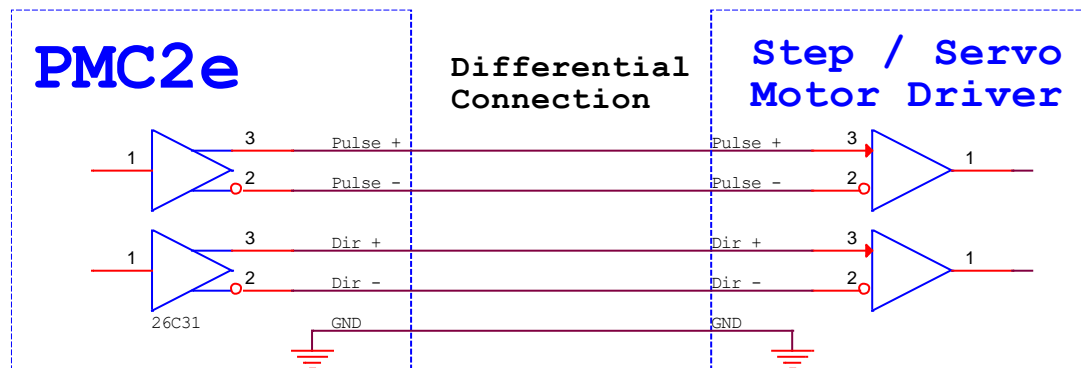 PMC2e
Differential
Connection
Step / Servo
Motor Driver
1 3 Pulse + Pulse + 3 1
2 Pulse - Pulse - 2
1 3 Dir + Dir + 3 1
2 Dir - Dir - 2
26C31 GND GND